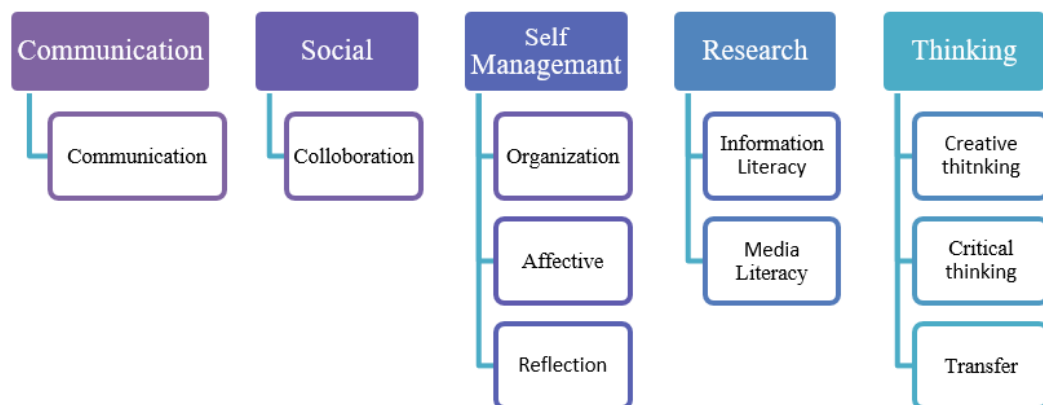 Communication
Communication
Social
Colloboration
Self
Managemant
Organization
Affective
Reflection
Research
Information
Literacy
Media
Literacy
Thinking
Creative
thitnking
Critical
thinking
Transfer